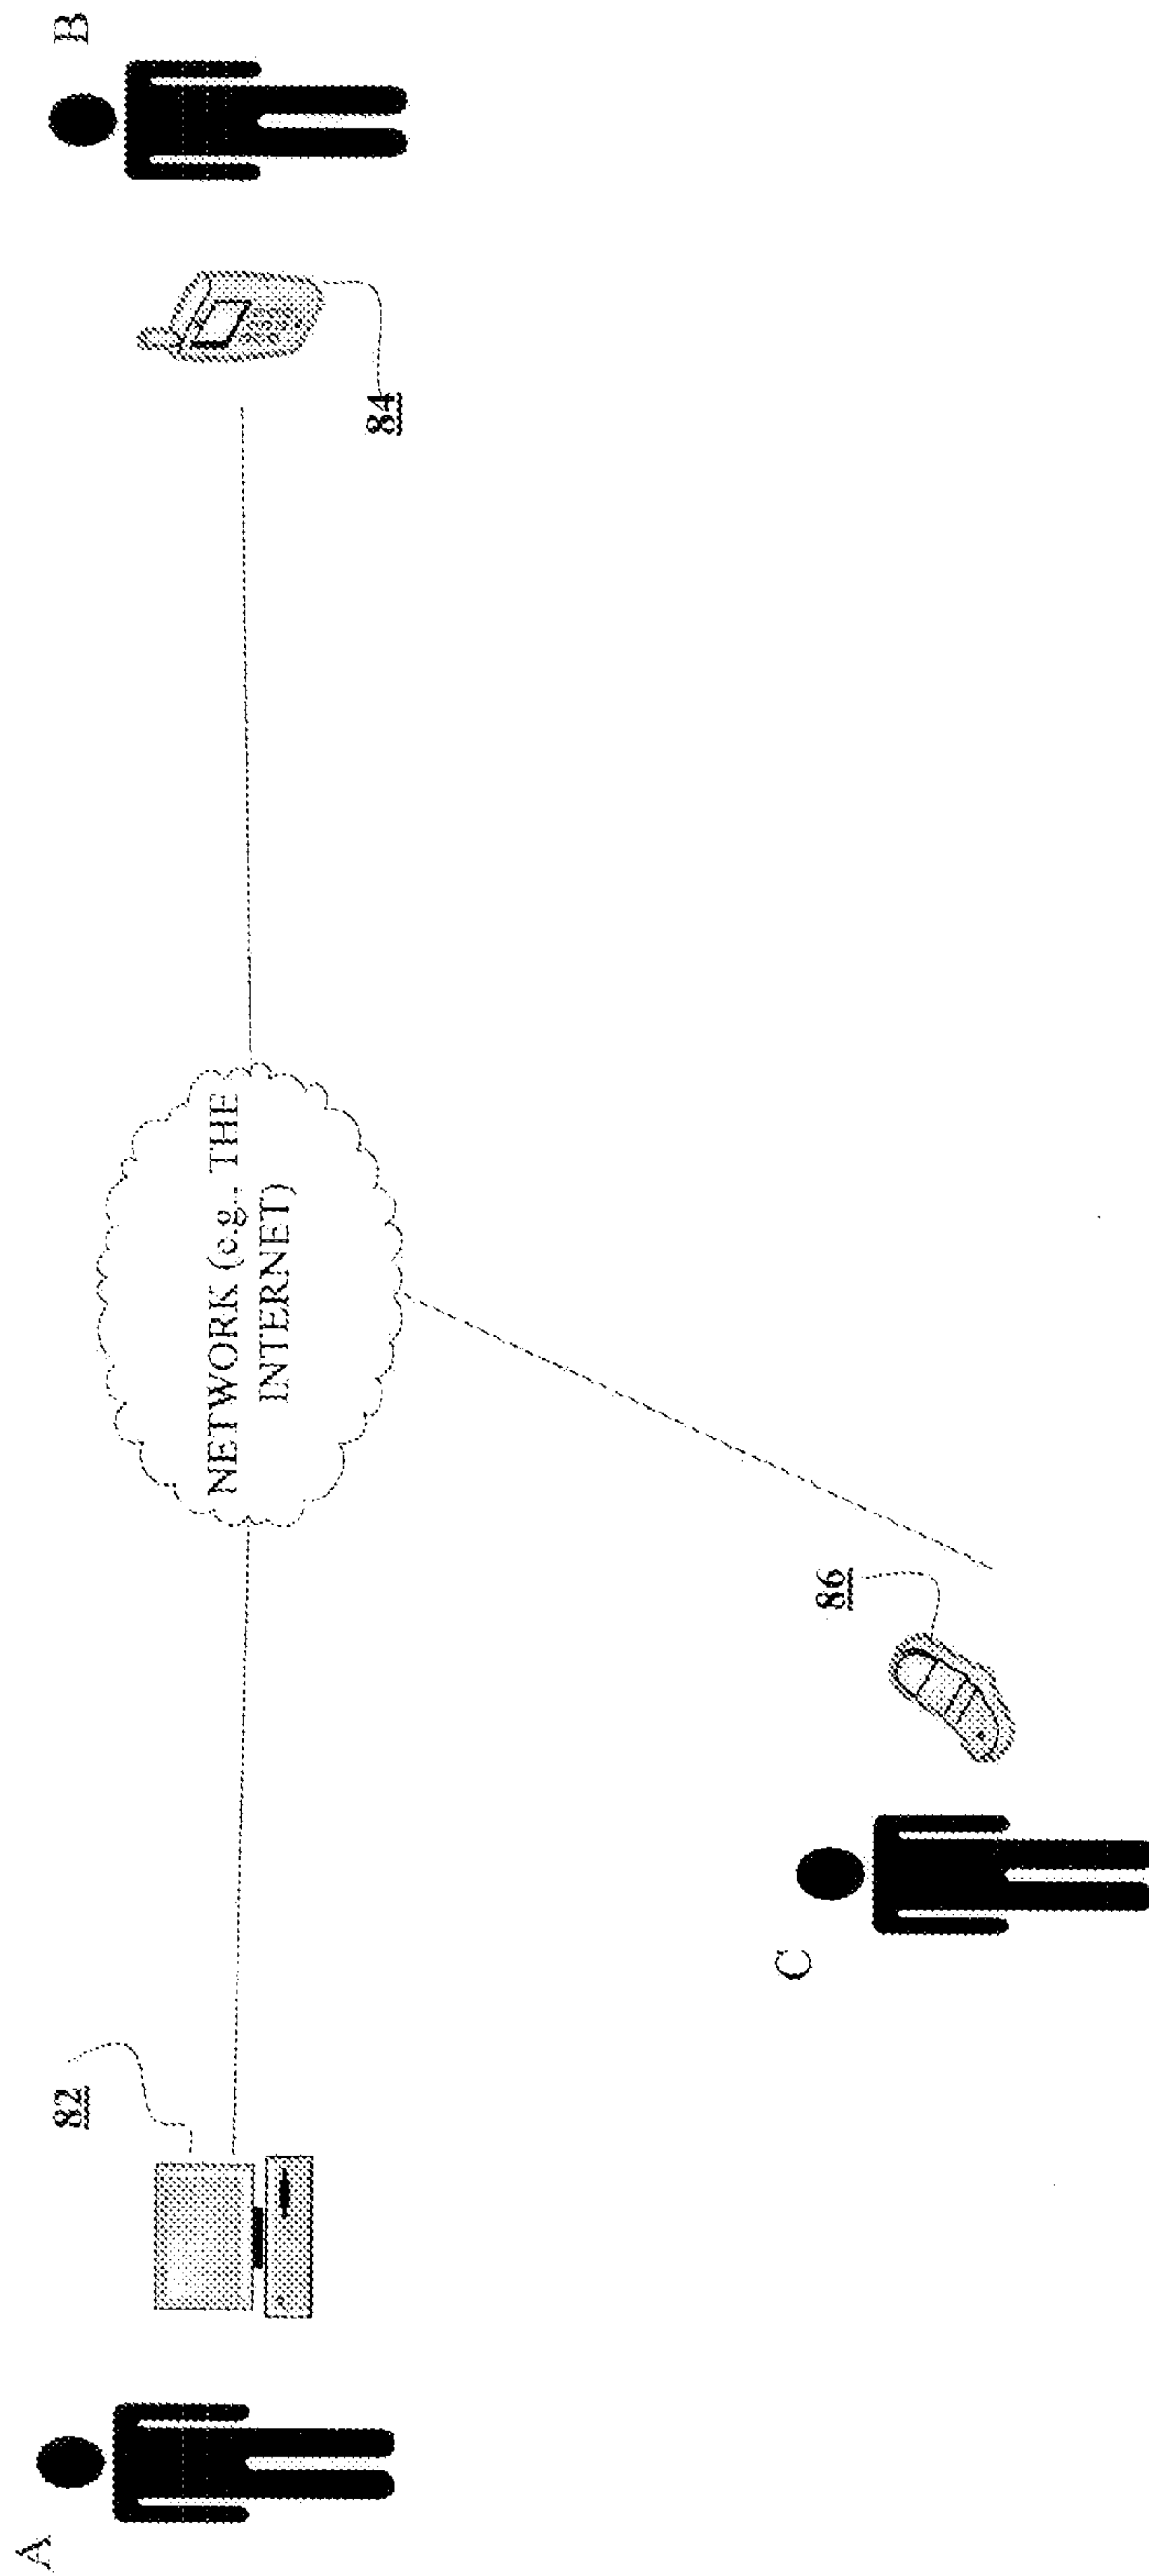 A
82
NETWORK (e.g., THE
INTERNET)
84
B
C
86